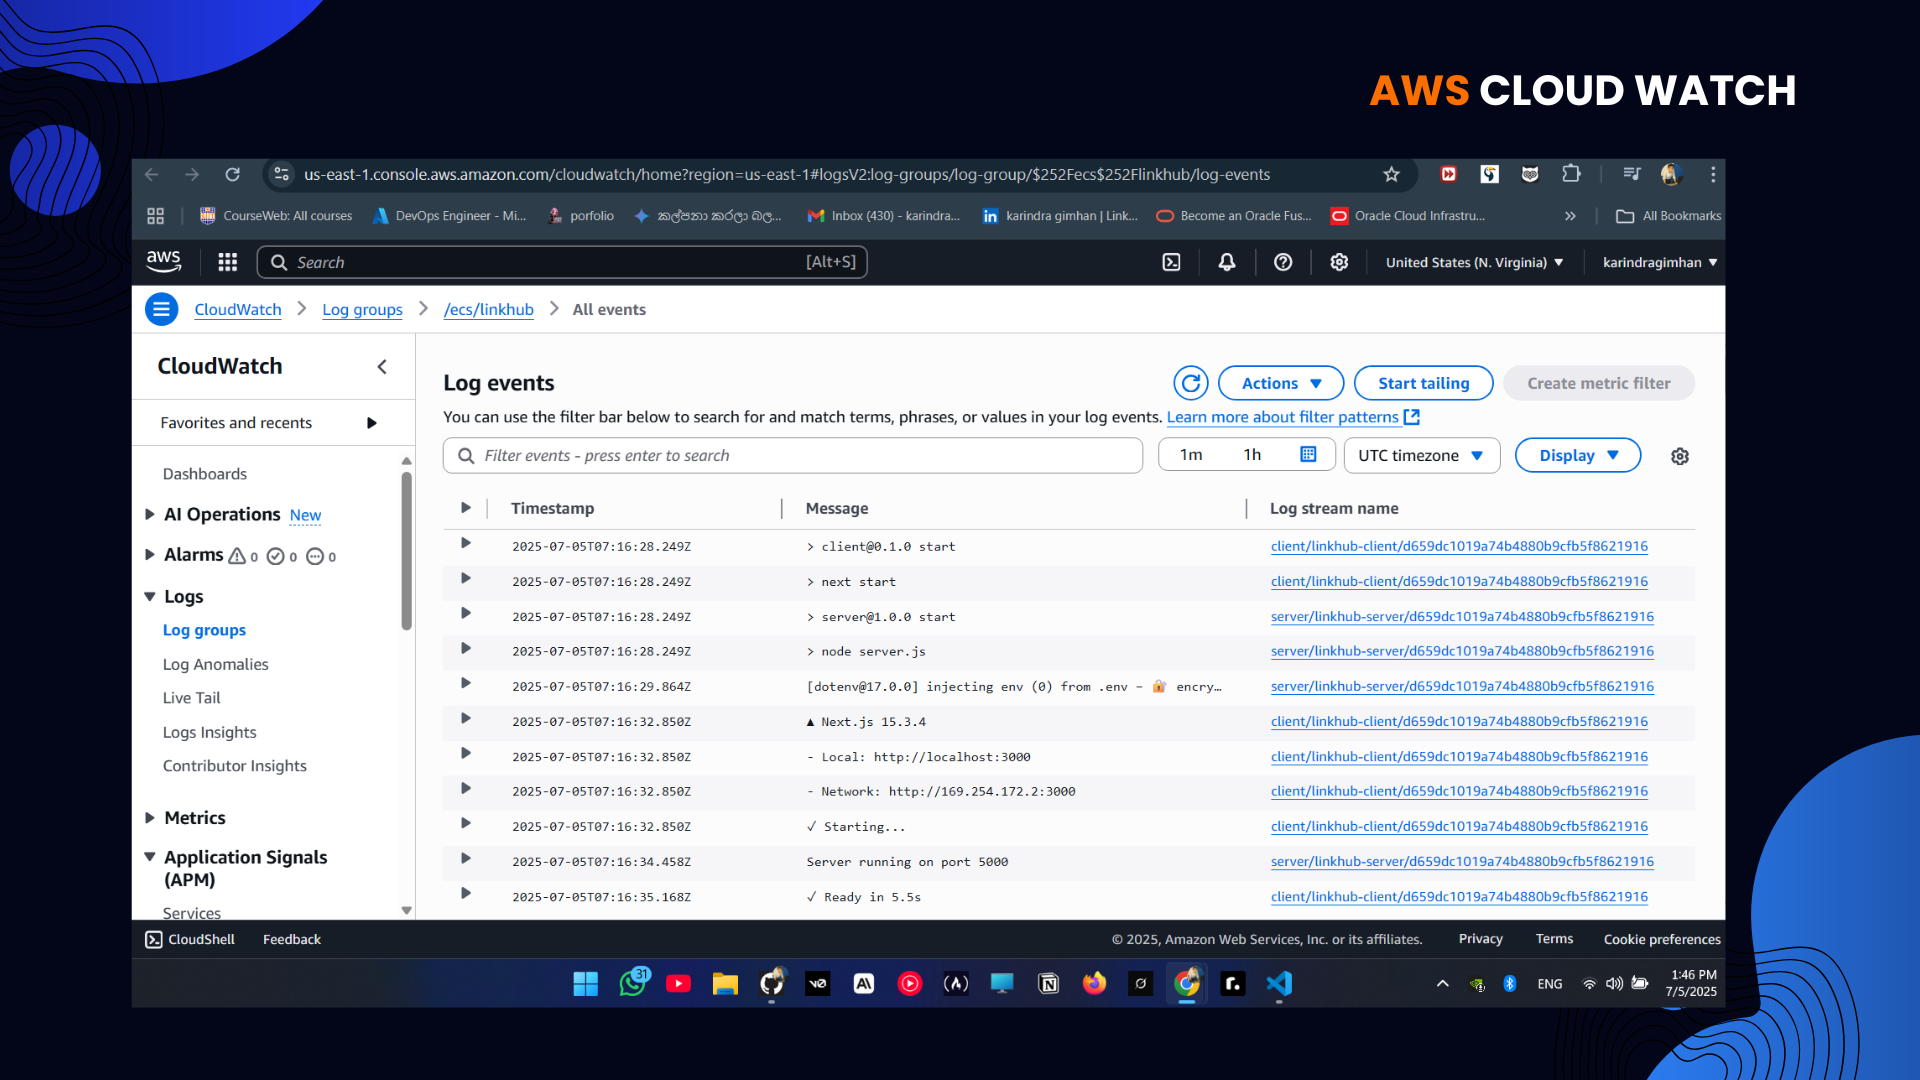 AWS CLOUD WATCH
us-east-1.console.aws.amazon.com/cloudwatch/home?region=us-east-1#logsV2:log-groups/log-group/$252Fecs$252Flinkhub/log-events
CourseWeb: All courses
DevOps Engineer - Mi...
porfolio
කල්පනා කරලා බල...
Inbox (430) - karindra...
karindra gimhan | Link...
Become an Oracle Fus...
Oracle Cloud Infrastru...
All Bookmarks
aws
Search
[Alt+S]
United States (N. Virginia)
karindragimhan
CloudWatch
Log groups
/ecs/linkhub
All events
CloudWatch
Favorites and recents
Dashboards
AI Operations New
Alarms 0 0 0
Logs
Log groups
Log Anomalies
Live Tail
Logs Insights
Contributor Insights
Metrics
Application Signals
(APM)
Services
Log events
Actions
Start tailing
Create metric filter
You can use the filter bar below to search for and match terms, phrases, or values in your log events. Learn more about filter patterns
Filter events - press enter to search
1m
1h
UTC timezone
Display
Timestamp Message Log stream name
2025-07-05T07:16:28.249Z > client@0.1.0 start client/linkhub-client/d659dc1019a74b4880b9cfb5f8621916
2025-07-05T07:16:28.249Z > next start client/linkhub-client/d659dc1019a74b4880b9cfb5f8621916
2025-07-05T07:16:28.249Z > server@1.0.0 start server/linkhub-server/d659dc1019a74b4880b9cfb5f8621916
2025-07-05T07:16:28.249Z > node server.js server/linkhub-server/d659dc1019a74b4880b9cfb5f8621916
2025-07-05T07:16:29.864Z [dotenv@17.0.0] injecting env (0) from .env – 🔐 encry… server/linkhub-server/d659dc1019a74b4880b9cfb5f8621916
2025-07-05T07:16:32.850Z ▲ Next.js 15.3.4 client/linkhub-client/d659dc1019a74b4880b9cfb5f8621916
2025-07-05T07:16:32.850Z - Local: http://localhost:3000 client/linkhub-client/d659dc1019a74b4880b9cfb5f8621916
2025-07-05T07:16:32.850Z - Network: http://169.254.172.2:3000 client/linkhub-client/d659dc1019a74b4880b9cfb5f8621916
2025-07-05T07:16:32.850Z ✓ Starting... client/linkhub-client/d659dc1019a74b4880b9cfb5f8621916
2025-07-05T07:16:34.458Z Server running on port 5000 server/linkhub-server/d659dc1019a74b4880b9cfb5f8621916
2025-07-05T07:16:35.168Z ✓ Ready in 5.5s client/linkhub-client/d659dc1019a74b4880b9cfb5f8621916
CloudShell
Feedback
© 2025, Amazon Web Services, Inc. or its affiliates.
Privacy
Terms
Cookie preferences
31
ENG
1:46 PM
7/5/2025